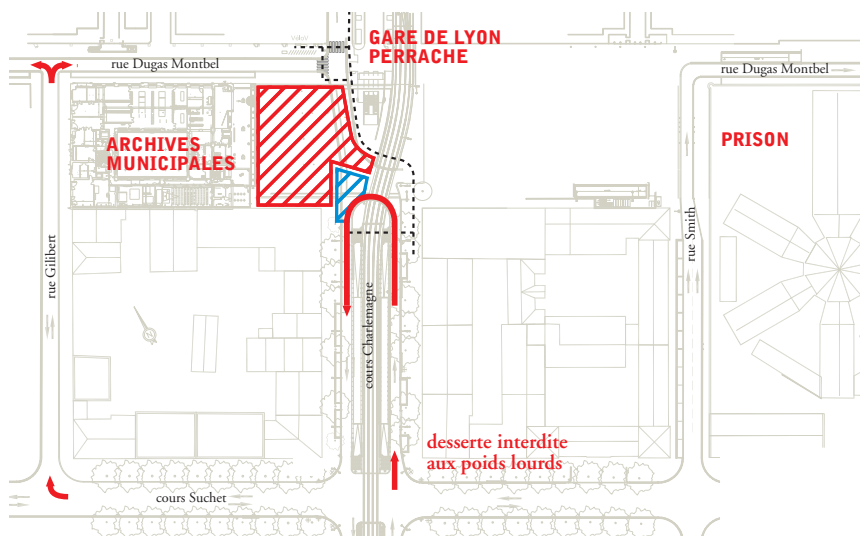 GARE DE LYON
PERRACHE
rue Dugas Montbel
rue Dugas Montbel
ARCHIVES
MUNICIPALES
PRISON
rue Gilibert
rue Smith
cours Charlemagne
desserte interdite
aux poids lourds
cours Suchet